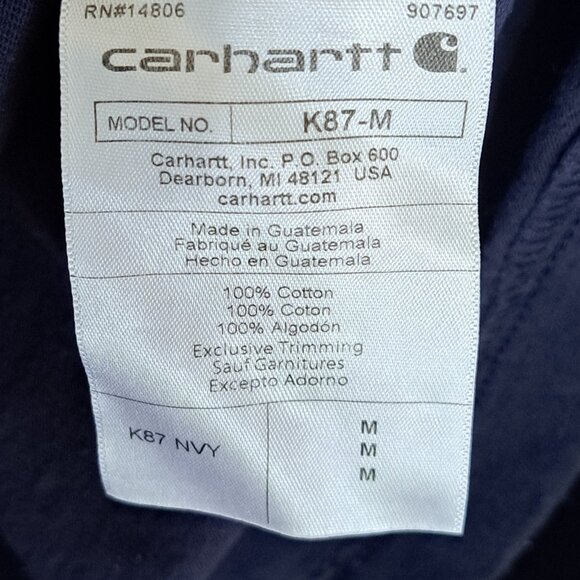 RN#14806 907697
carhartt
MODEL NO. K87-M
Carhartt, Inc. P.O. Box 600
Dearborn, MI 48121 USA
carhartt.com
Made in Guatemala
Fabriqué au Guatemala
Hecho en Guatemala
100% Cotton
100% Coton
100% Algodón
Exclusive Trimming
Sauf Garnitures
Excepto Adorno
K87 NVY M
M
M